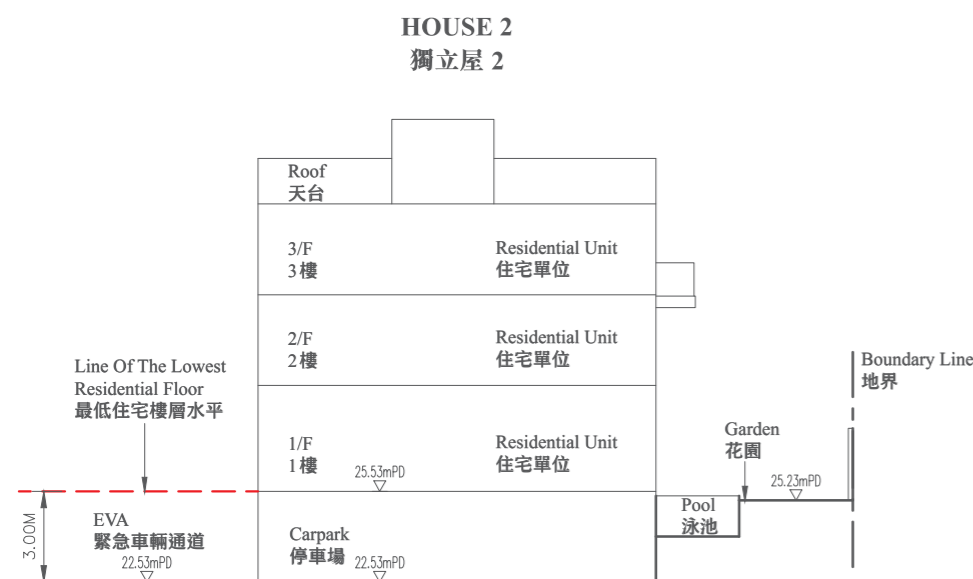 HOUSE 2
獨立屋 2
Roof
天台
3/F
3樓
Residential Unit
住宅單位
2/F
2樓
Residential Unit
住宅單位
Line Of The Lowest
Residential Floor
最低住宅樓層水平
Boundary Line
地界
1/F
1樓
Residential Unit
住宅單位
25.53mPD
Garden
花園
25.23mPD
3.00M
EVA
緊急車輛通道
22.53mPD
Carpark
停車場
22.53mPD
Pool
泳池